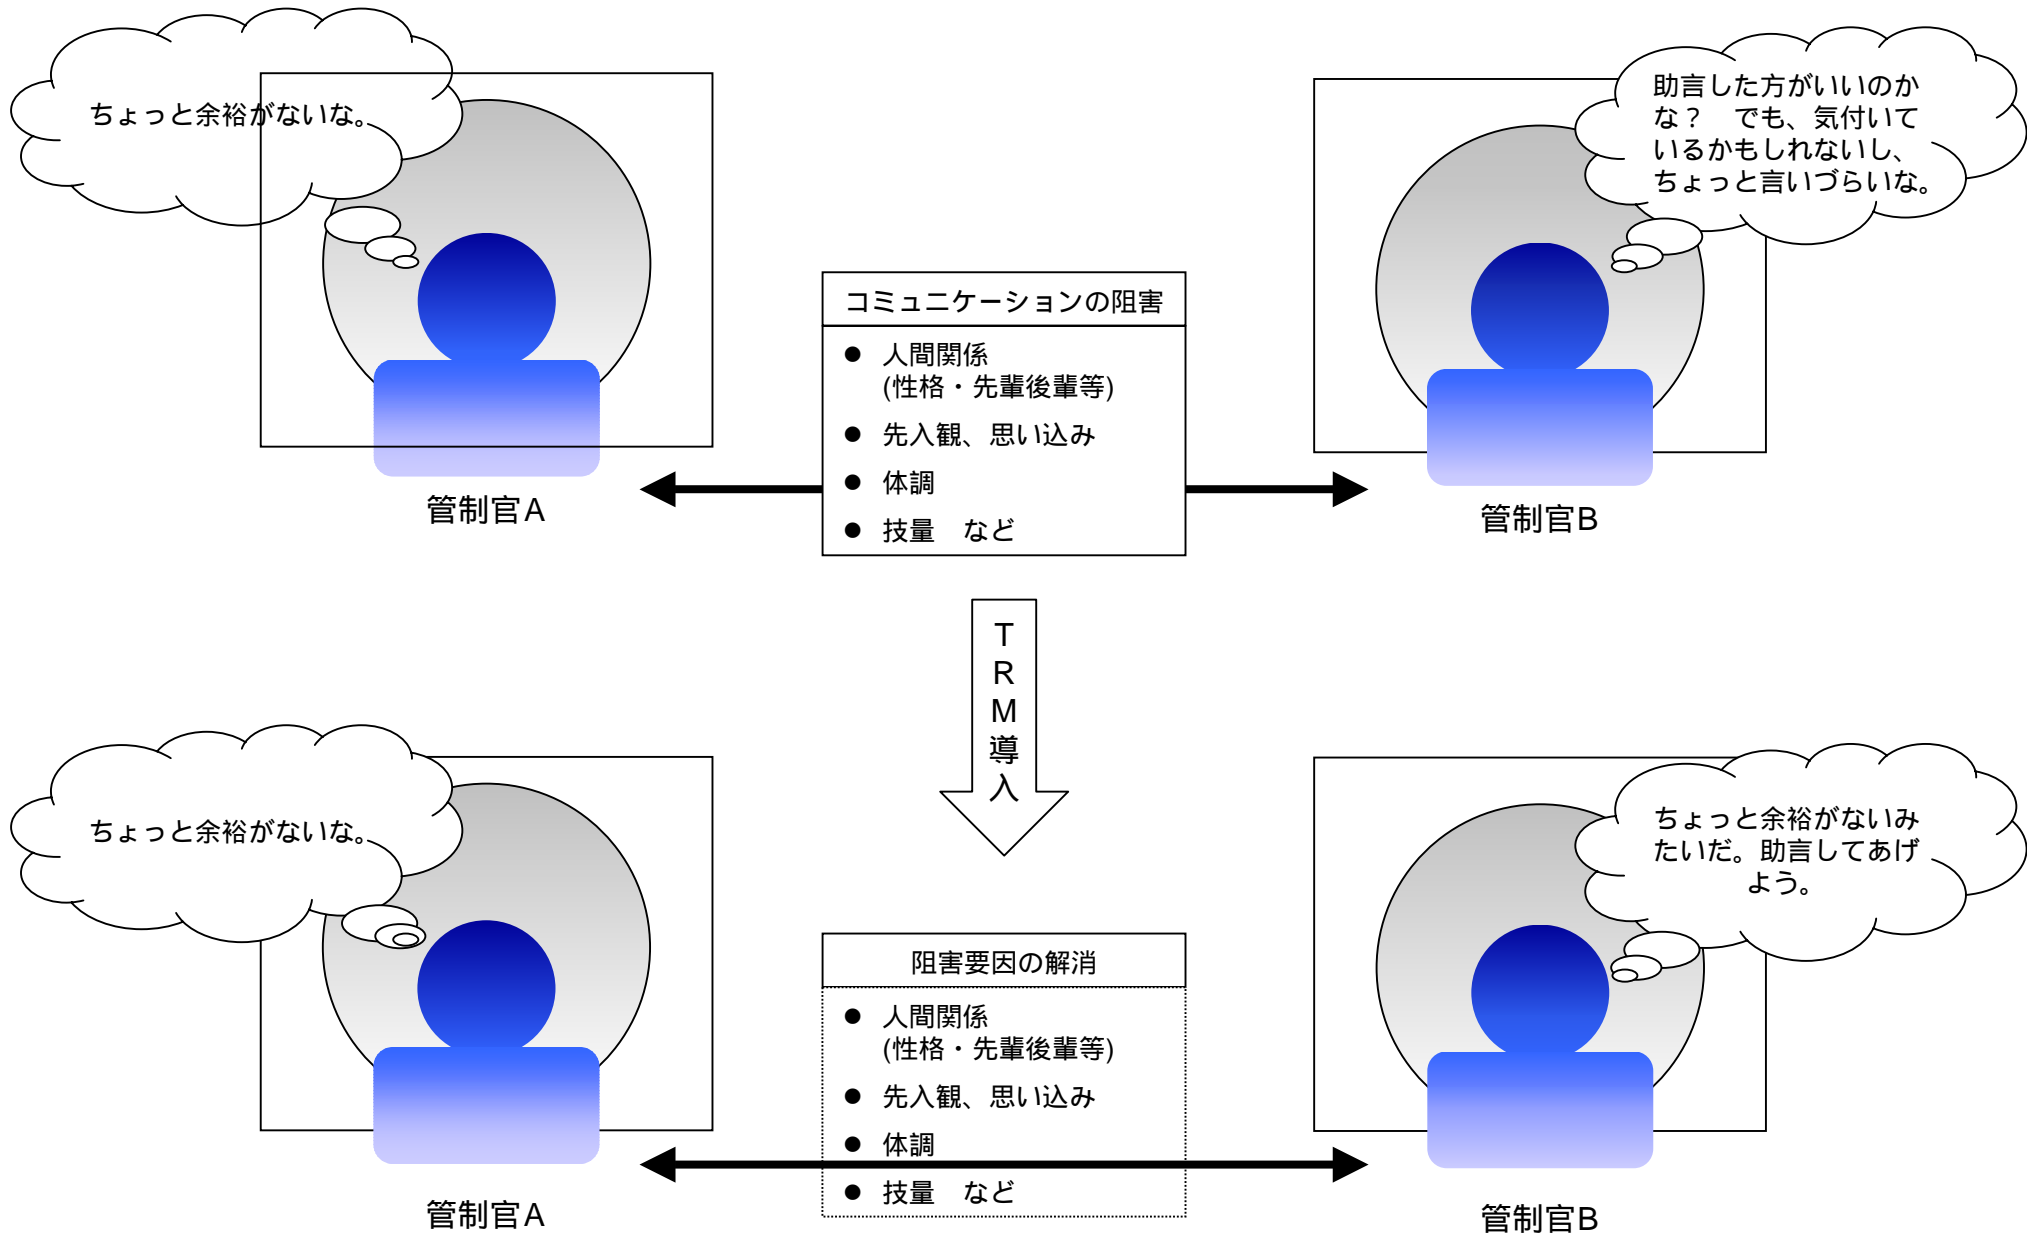 ちょっと余裕がないな。
助言した方がいいのか
な？　でも、気付いて
いるかもしれないし、
ちょっと言いづらいな。
コミュニケーションの阻害
● 人間関係
(性格・先輩後輩等)
● 先入観、思い込み
● 体調
● 技量　など
管制官A
管制官B
T
R
M
導
入
ちょっと余裕がないな。
ちょっと余裕がないみ
たいだ。助言してあげ
よう。
阻害要因の解消
● 人間関係
(性格・先輩後輩等)
● 先入観、思い込み
● 体調
● 技量　など
管制官A
管制官B